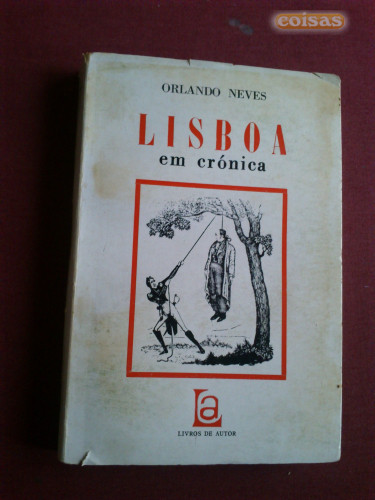 coisas
ORLANDO NEVES
LISBOA
em crónica
La
LIVROS DE AUTOR